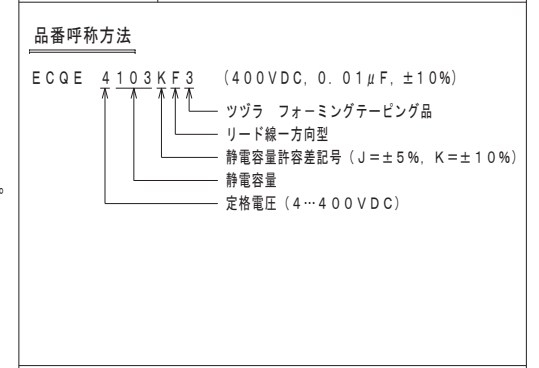 品番呼称方法
ECQE 4103KF3 (400VDC, 0.01μF, ±10%)
ツヅラ フォーミングテーピング品
リード線一方向型
静電容量許容差記号（J＝±5%, K＝±10%）
静電容量
定格電圧（4…400VDC）
。